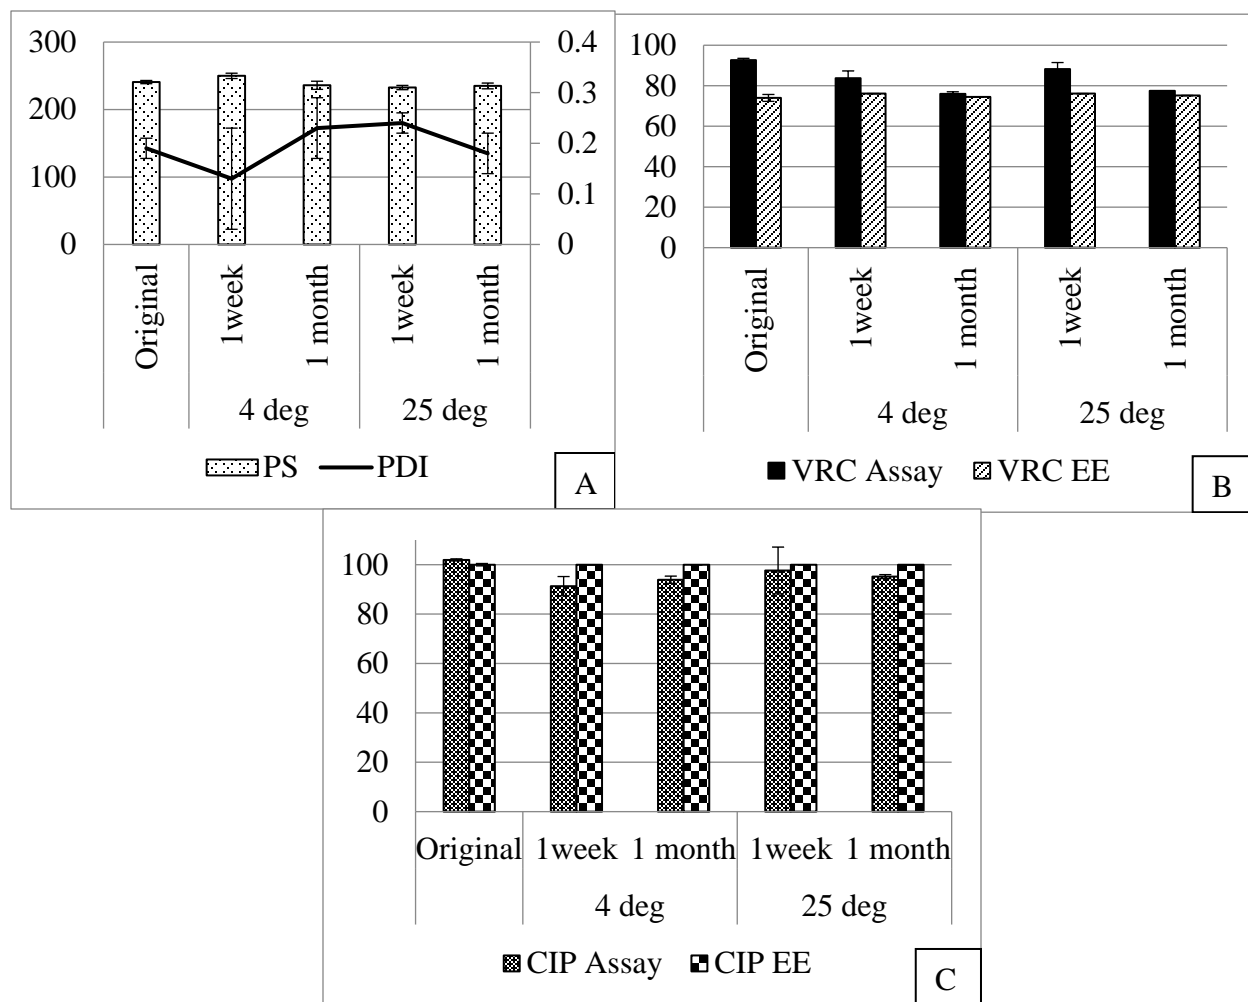 300
200
100
0
0.4
0.3
0.2
0.1
0
Original
1week
1 month
1week
1 month
4 deg
25 deg
PS
PDI
A
100
80
60
40
20
0
Original
1week
1 month
1week
1 month
4 deg
25 deg
VRC Assay
VRC EE
B
100
80
60
40
20
0
Original 1week 1 month 1week 1 month
4 deg
25 deg
CIP Assay
CIP EE
C